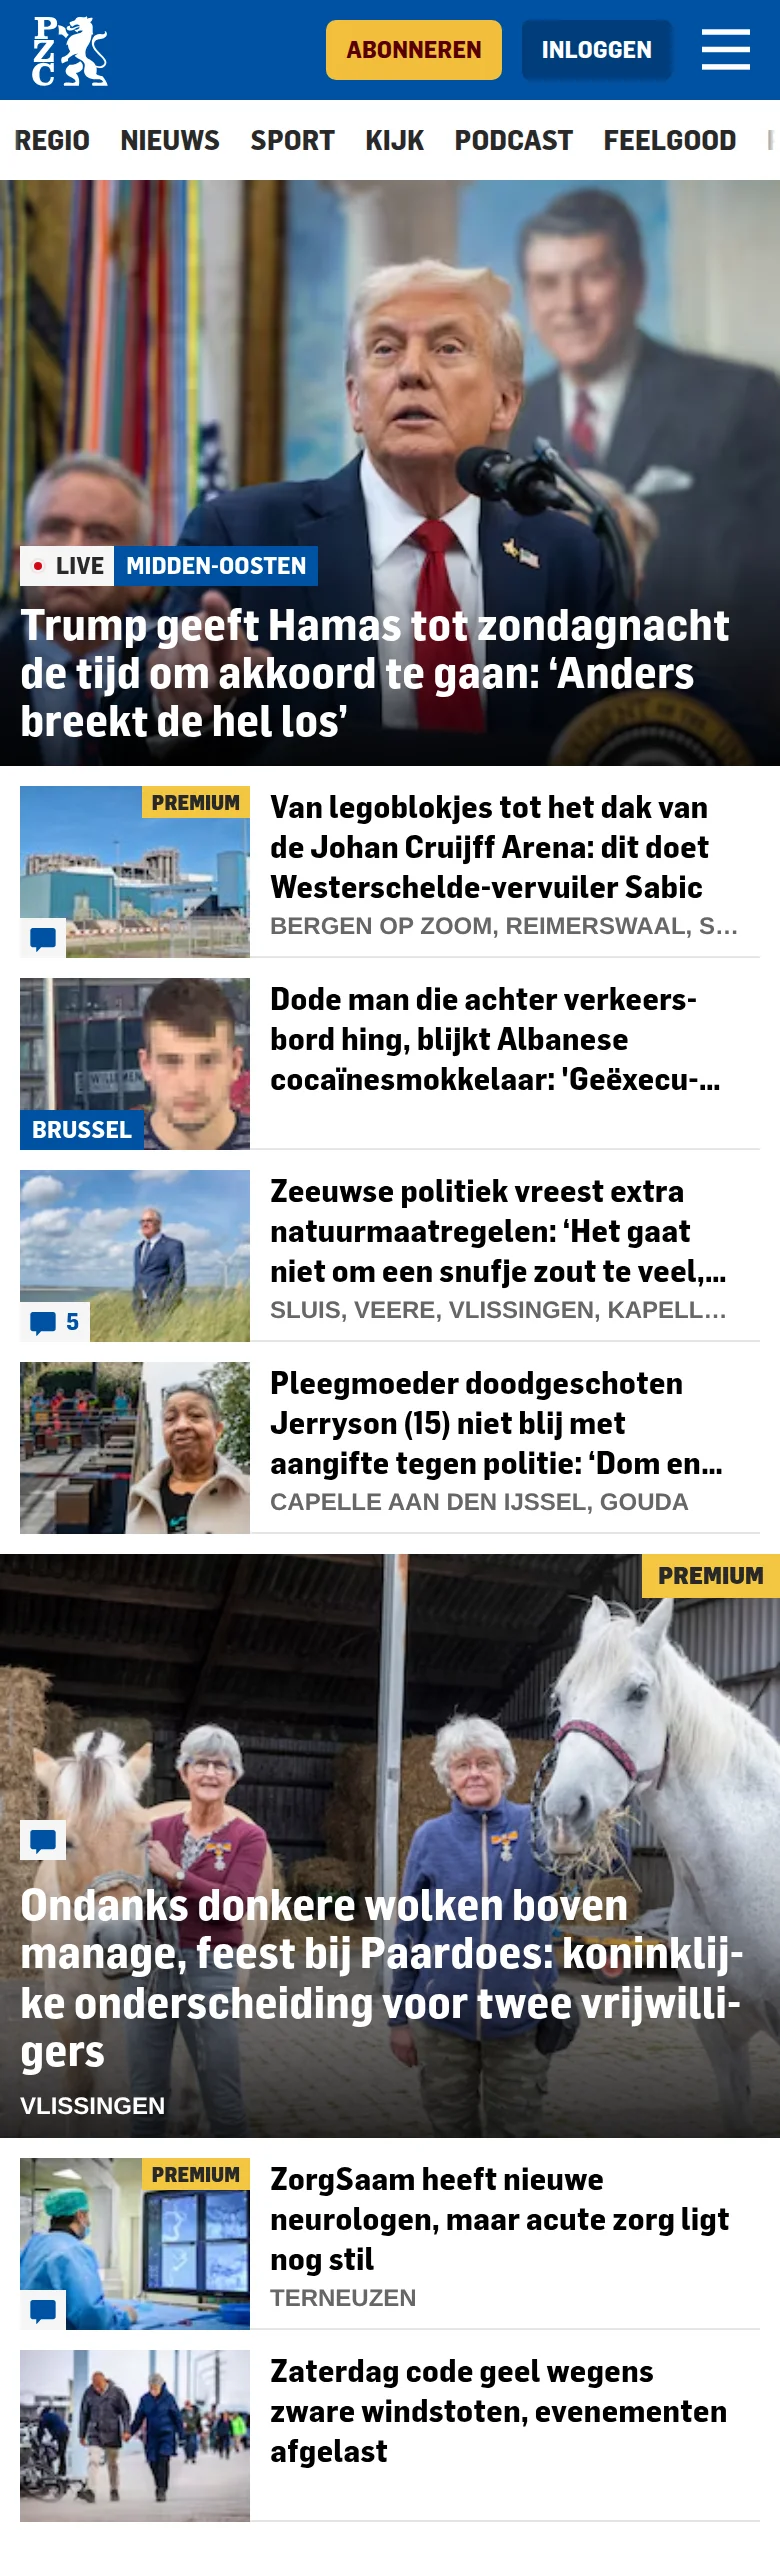 PZC
ABONNEREN
INLOGGEN
REGIO NIEUWS SPORT KIJK PODCAST FEELGOOD
LIVE MIDDEN-OOSTEN
Trump geeft Hamas tot zondagnacht
de tijd om akkoord te gaan: ‘Anders
breekt de hel los’
PREMIUM
Van legoblokjes tot het dak van
de Johan Cruijff Arena: dit doet
Westerschelde-vervuiler Sabic
BERGEN OP ZOOM, REIMERSWAAL, S...
Dode man die achter verkeers-
bord hing, blijkt Albanese
cocaïnesmokkelaar: 'Geëxecu-...
BRUSSEL
Zeeuwse politiek vreest extra
natuurmaatregelen: ‘Het gaat
niet om een snufje zout te veel,...
5
SLUIS, VEERE, VLISSINGEN, KAPELL...
Pleegmoeder doodgeschoten
Jerryson (15) niet blij met
aangifte tegen politie: ‘Dom en...
CAPELLE AAN DEN IJSSEL, GOUDA
PREMIUM
Ondanks donkere wolken boven
manage, feest bij Paardoes: koninklij-
ke onderscheiding voor twee vrijwilli-
gers
VLISSINGEN
PREMIUM
ZorgSaam heeft nieuwe
neurologen, maar acute zorg ligt
nog stil
TERNEUZEN
Zaterdag code geel wegens
zware windstoten, evenementen
afgelast